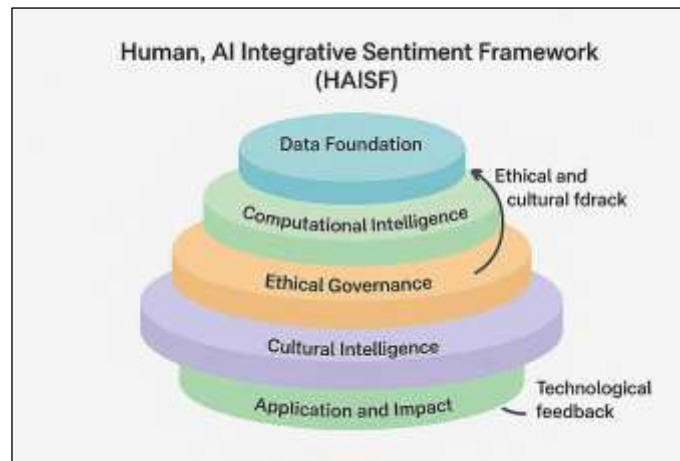 Human, AI Integrative Sentiment Framework
(HAISF)
Data Foundation
Ethical and
cultural fdrack
Computational Intelligence
Ethical Governance
Cultural Intelligence
Technological
feedback
Application and Impact